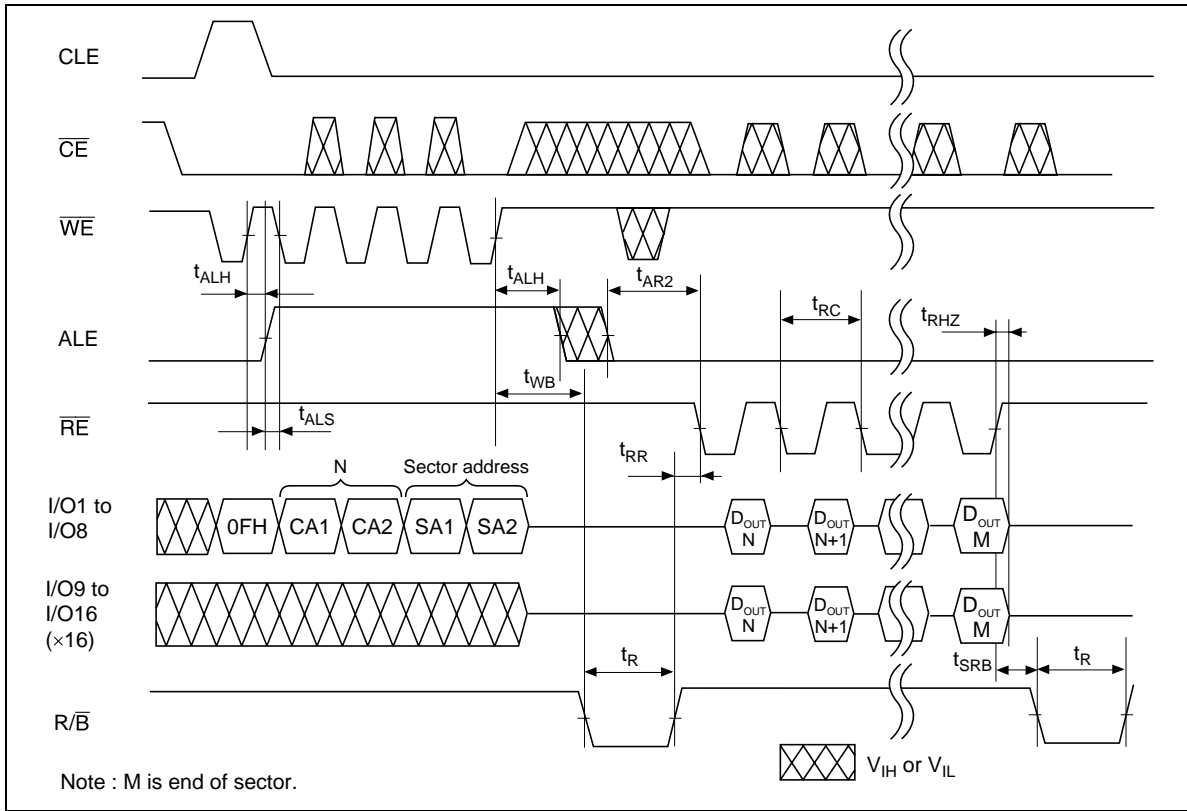 CLE
CE
WE
tALH
tALH
tAR2
tRC
tRHZ
ALE
tWB
RE
tALS
tRR
N
Sector address
I/O1 to
I/O8
0FH
CA1
CA2
SA1
SA2
DOUT
N
DOUT
N+1
DOUT
M
I/O9 to
I/O16
(×16)
DOUT
N
DOUT
N+1
DOUT
M
tR
tSRB
tR
R/B
VIH or VIL
Note : M is end of sector.